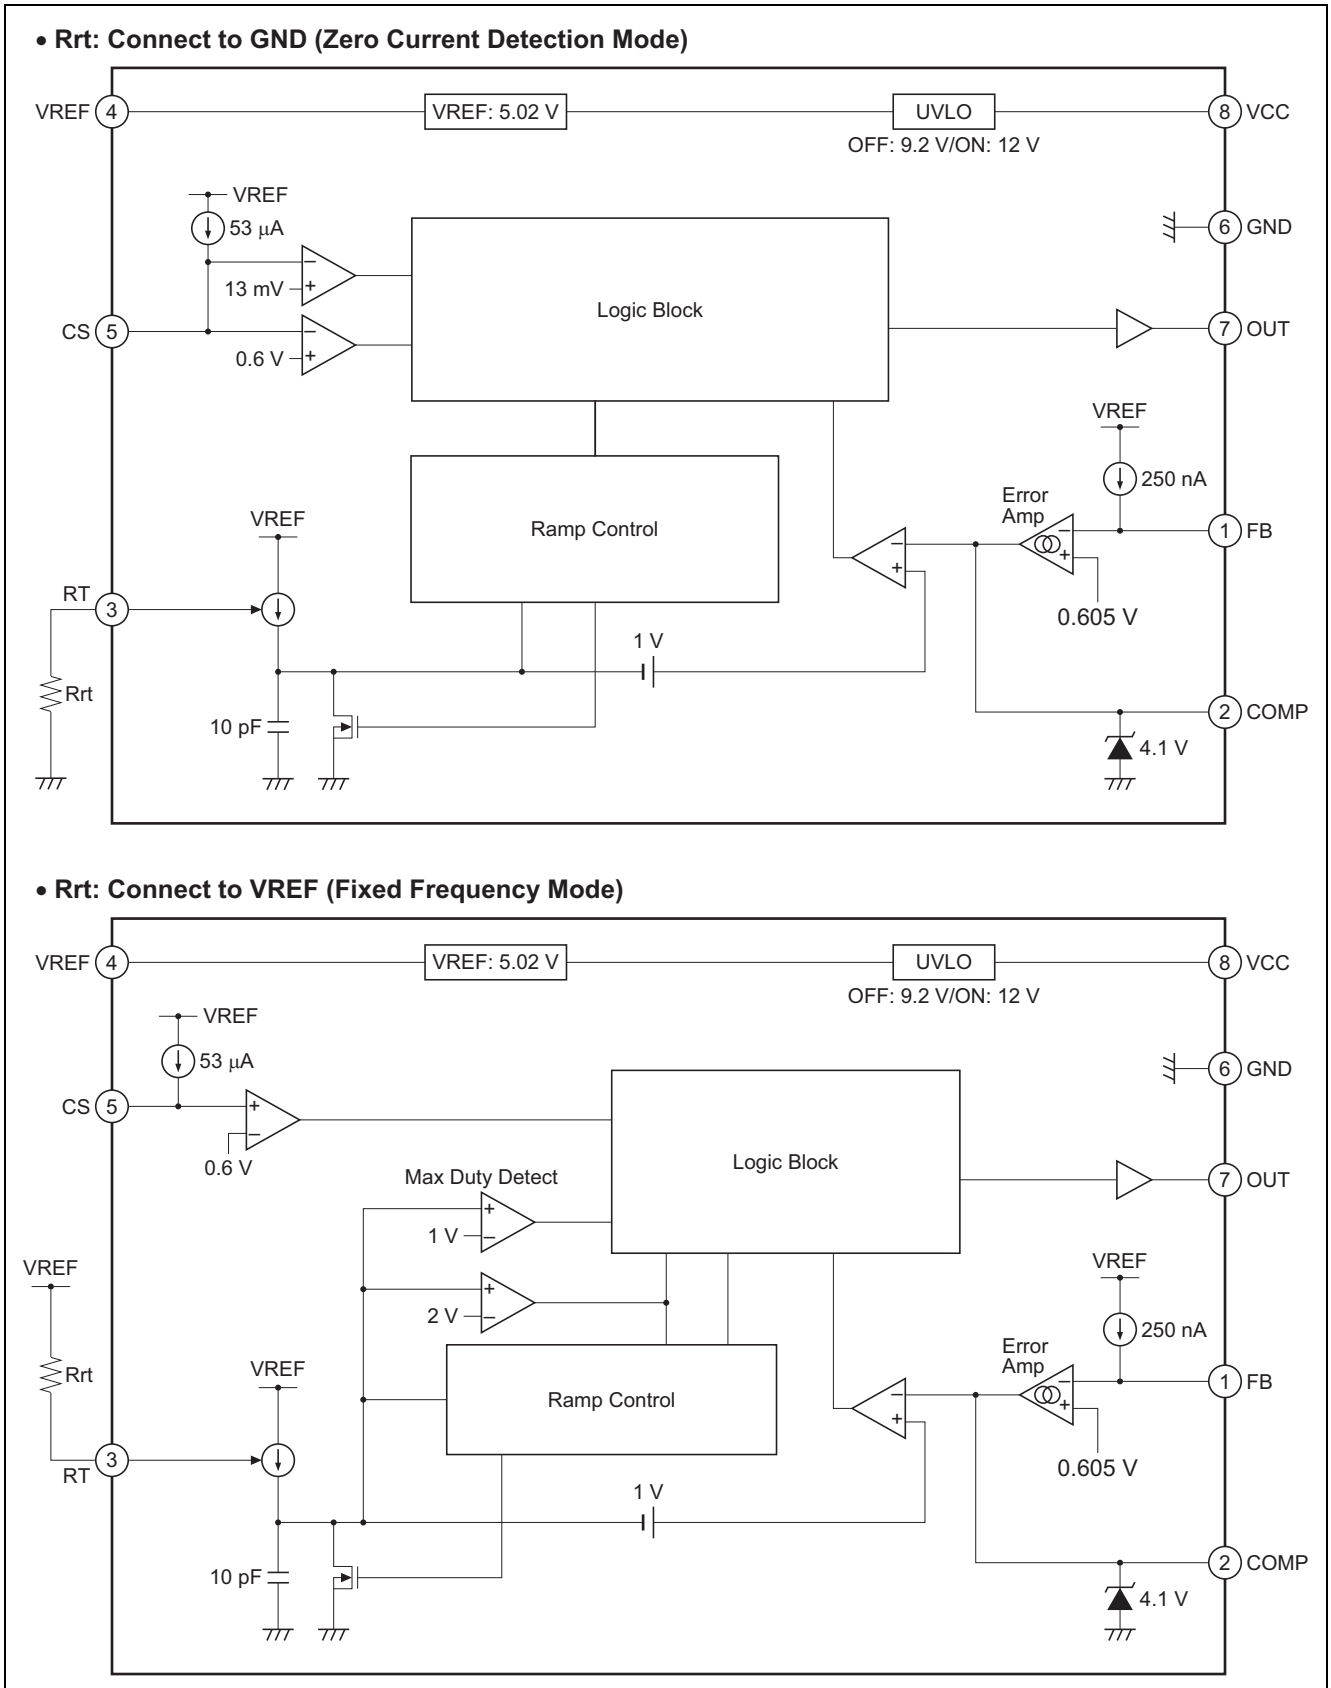 • Rrt: Connect to GND (Zero Current Detection Mode)
VREF 4
VREF: 5.02 V
UVLO
8 VCC
OFF: 9.2 V/ON: 12 V
VREF
53 μA
6 GND
−
13 mV
+
Logic Block
CS 5
−
0.6 V
+
7 OUT
VREF
250 nA
Error
Amp
VREF
Ramp Control
−
+
−
+
1 FB
RT
3
0.605 V
1 V
Rrt
10 pF
2 COMP
4.1 V
• Rrt: Connect to VREF (Fixed Frequency Mode)
VREF 4
VREF: 5.02 V
UVLO
8 VCC
OFF: 9.2 V/ON: 12 V
VREF
53 μA
6 GND
CS 5
+
−
0.6 V
Logic Block
Max Duty Detect
+
1 V
−
7 OUT
VREF
+
2 V
−
VREF
250 nA
Error
Amp
Rrt
VREF
Ramp Control
−
+
−
+
1 FB
3
RT
0.605 V
1 V
10 pF
2 COMP
4.1 V